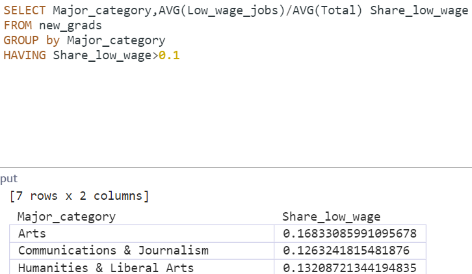 SELECT Major_category,AVG(Low_wage_jobs)/AVG(Total) Share_low_wage
FROM new_grads
GROUP by Major_category
HAVING Share_low_wage>0.1
put
[7 rows x 2 columns]
Major_category Share_low_wage
Arts 0.16833085991095678
Communications & Journalism 0.1263241815481876
Humanities & Liberal Arts 0.13208721344194835